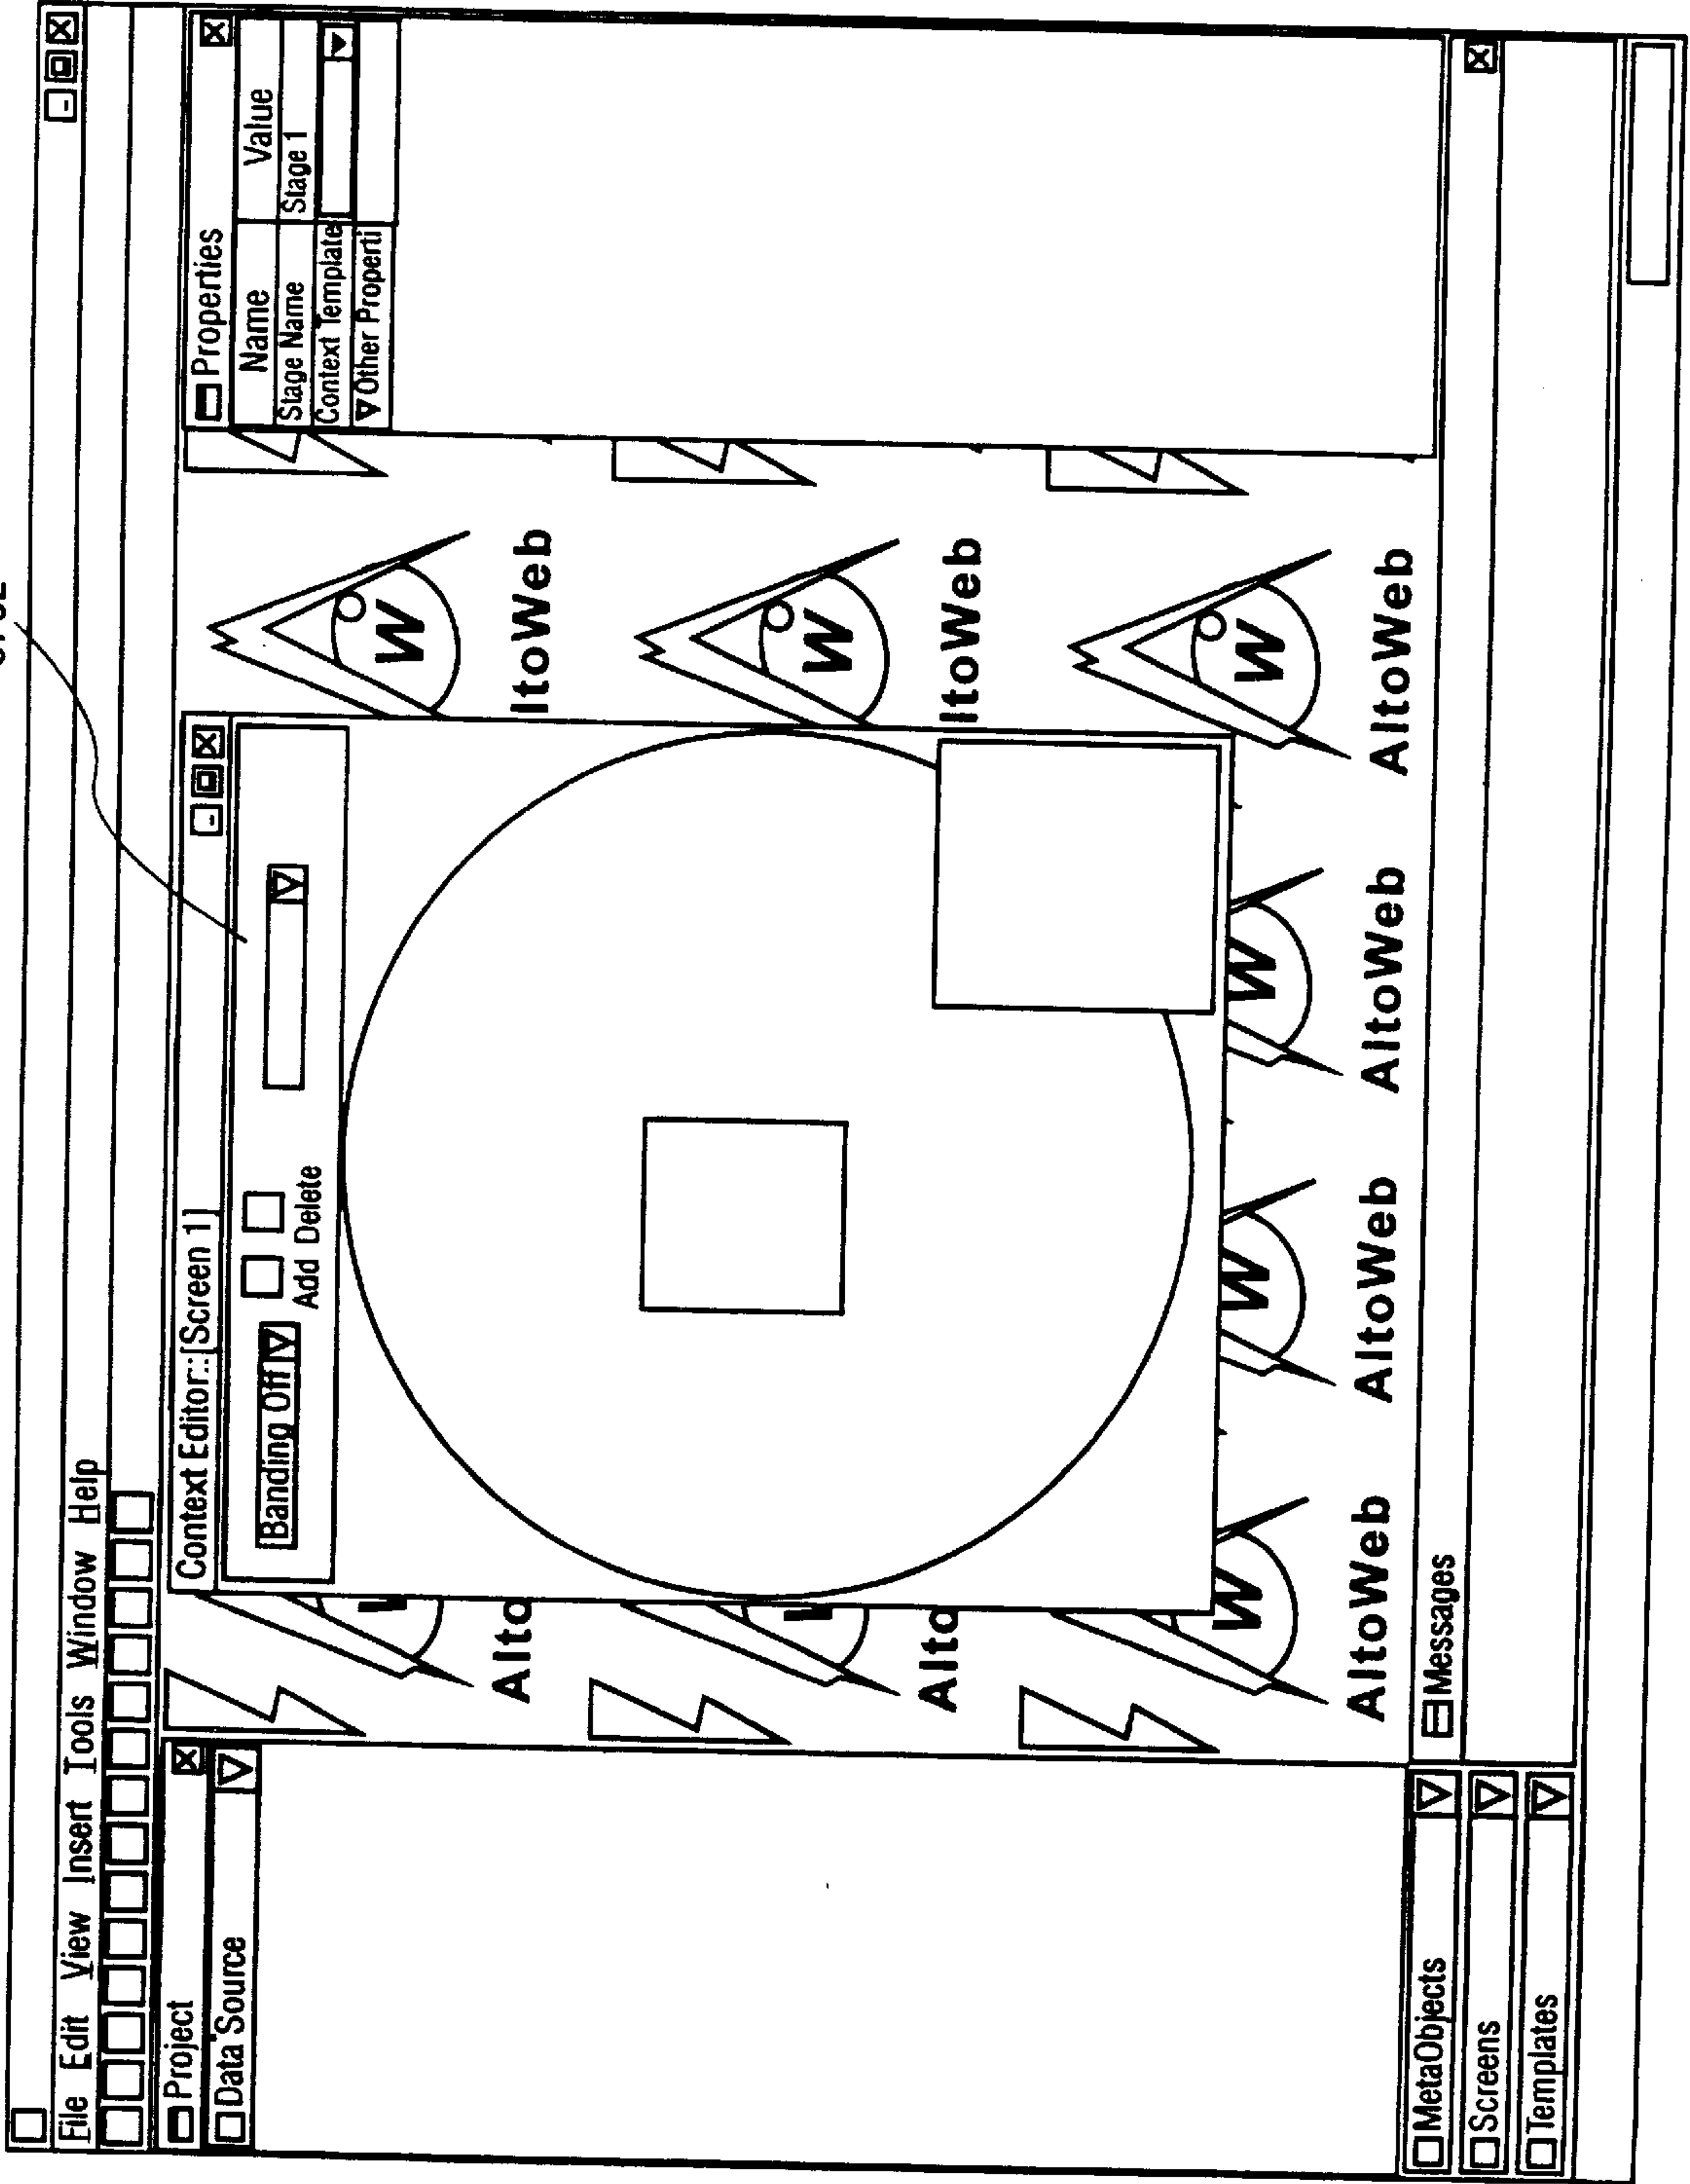 File Edit View Insert Tools Window Help
Project
Data Source
Context Editor::[Screen 1]
Banding Off
Add Delete
Properties
Name Value
Stage Name Stage 1
Context Template
Other Properti
Alto
ltoWeb
Alto
ltoWeb
AltoWeb AltoWeb AltoWeb AltoWeb
W
W
W
W W W W
MetaObjects
Screens
Templates
Messages